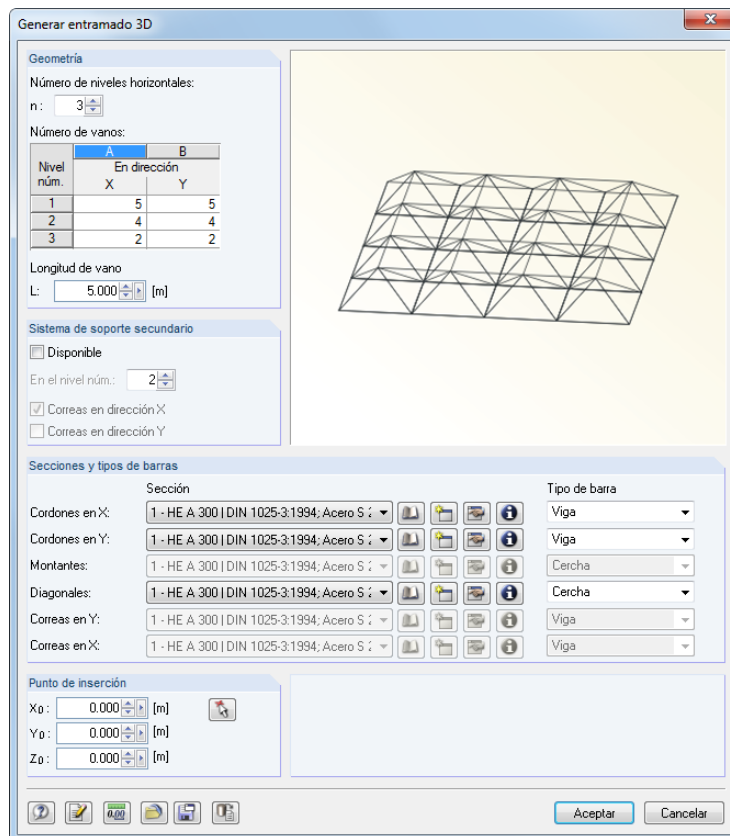 Generar entramado 3D
Geometría
Número de niveles horizontales:
n : 3
Número de vanos:
A B
Nivel núm. En dirección
X Y
1 5 5
2 4 4
3 2 2
Longitud de vano
L: 5.000 [m]
Sistema de soporte secundario
Disponible
En el nivel núm.: 2
Correas en dirección X
Correas en dirección Y
Secciones y tipos de barras
Sección Tipo de barra
Cordones en X: 1 - HE A 300 | DIN 1025-3:1994; Acero S Viga
Cordones en Y: 1 - HE A 300 | DIN 1025-3:1994; Acero S Viga
Montantes: 1 - HE A 300 | DIN 1025-3:1994; Acero S Cercha
Diagonales: 1 - HE A 300 | DIN 1025-3:1994; Acero S Cercha
Correas en Y: 1 - HE A 300 | DIN 1025-3:1994; Acero S Viga
Correas en X: 1 - HE A 300 | DIN 1025-3:1994; Acero S Viga
Punto de inserción
X0 : 0.000 [m]
Y0 : 0.000 [m]
Z0 : 0.000 [m]
0.00
Aceptar Cancelar